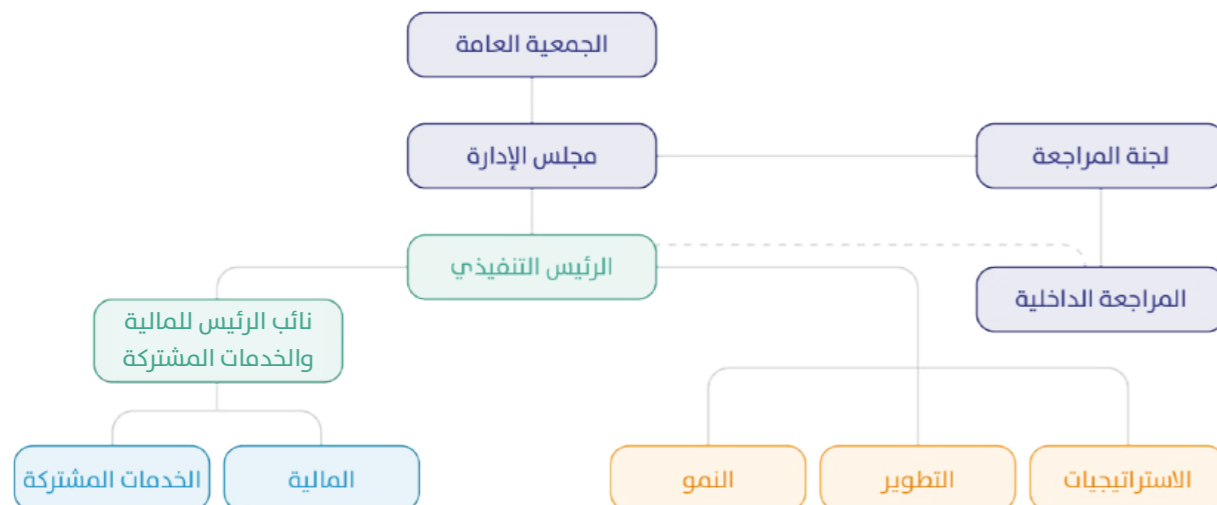 الجمعية العامة
لجنة المراجعة
مجلس الإدارة
الرئيس التنفيذي
المراجعة الداخلية
نائب الرئيس للمالية
والخدمات المشتركة
الاستراتيجيات
التطوير
النمو
المالية
الخدمات المشتركة